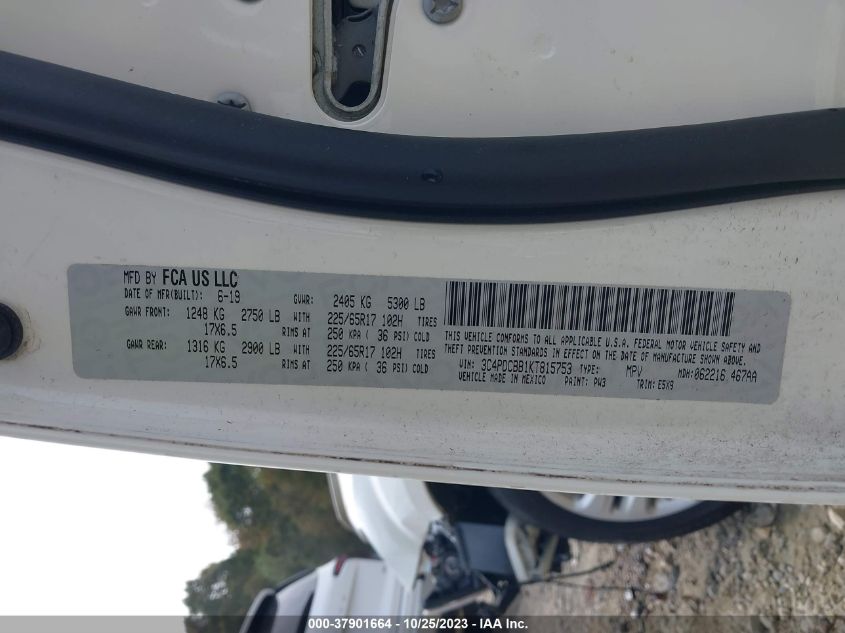 MFD BY FCA US LLC
DATE OF MFR(BUILT): 6-19 GVWR: 2405 KG 5300 LB
GAWR FRONT: 1248 KG 2750 LB WITH 225/65R17 102H TIRES
17X6.5 RIMS AT 250 KPA ( 36 PSI) COLD
GAWR REAR: 1316 KG 2900 LB WITH 225/65R17 102H TIRES
17X6.5 RIMS AT 250 KPA ( 36 PSI) COLD
THIS VEHICLE CONFORMS TO ALL APPLICABLE U.S.A. FEDERAL MOTOR VEHICLE SAFETY AND
THEFT PREVENTION STANDARDS IN EFFECT ON THE DATE OF MANUFACTURE SHOWN ABOVE.
VIN: 3C4PDCBB1KT815753 TYPE: MPV MDH: 062216 467AA
VEHICLE MADE IN MEXICO PAINT: PW3 TRIM: E5X9
000-37901664 - 10/25/2023 - IAAI.com